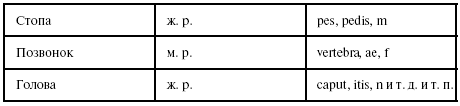 Стопа ж. р. pes, pedis, m
Позвонок м. р. vertebra, ae, f
Голова ж. р. caput, itis, n и т. д. и т. п.